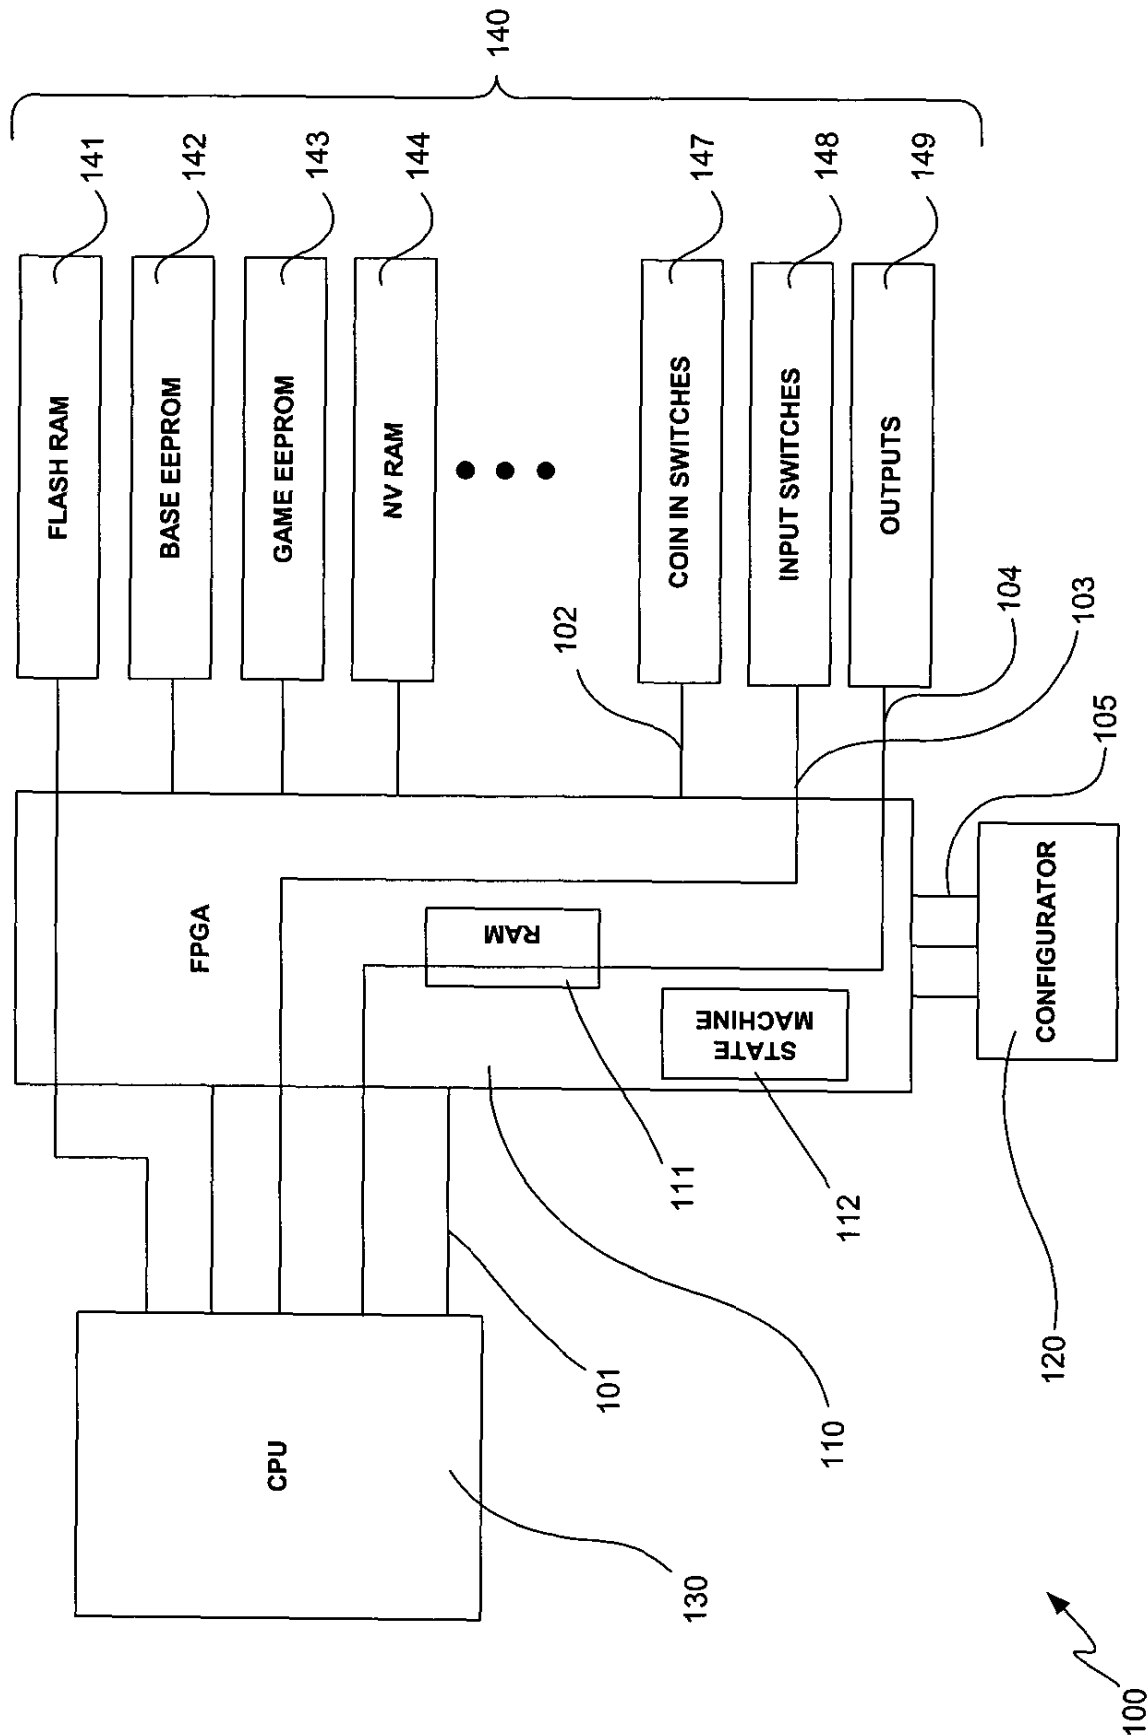 140
141
142
143
144
147
148
149
FLASH RAM
BASE EEPROM
GAME EEPROM
NV RAM
COIN IN SWITCHES
INPUT SWITCHES
OUTPUTS
102
104
103
105
FPGA
RAM
STATE
MACHINE
CONFIGURATOR
111
112
101
110
120
CPU
130
100